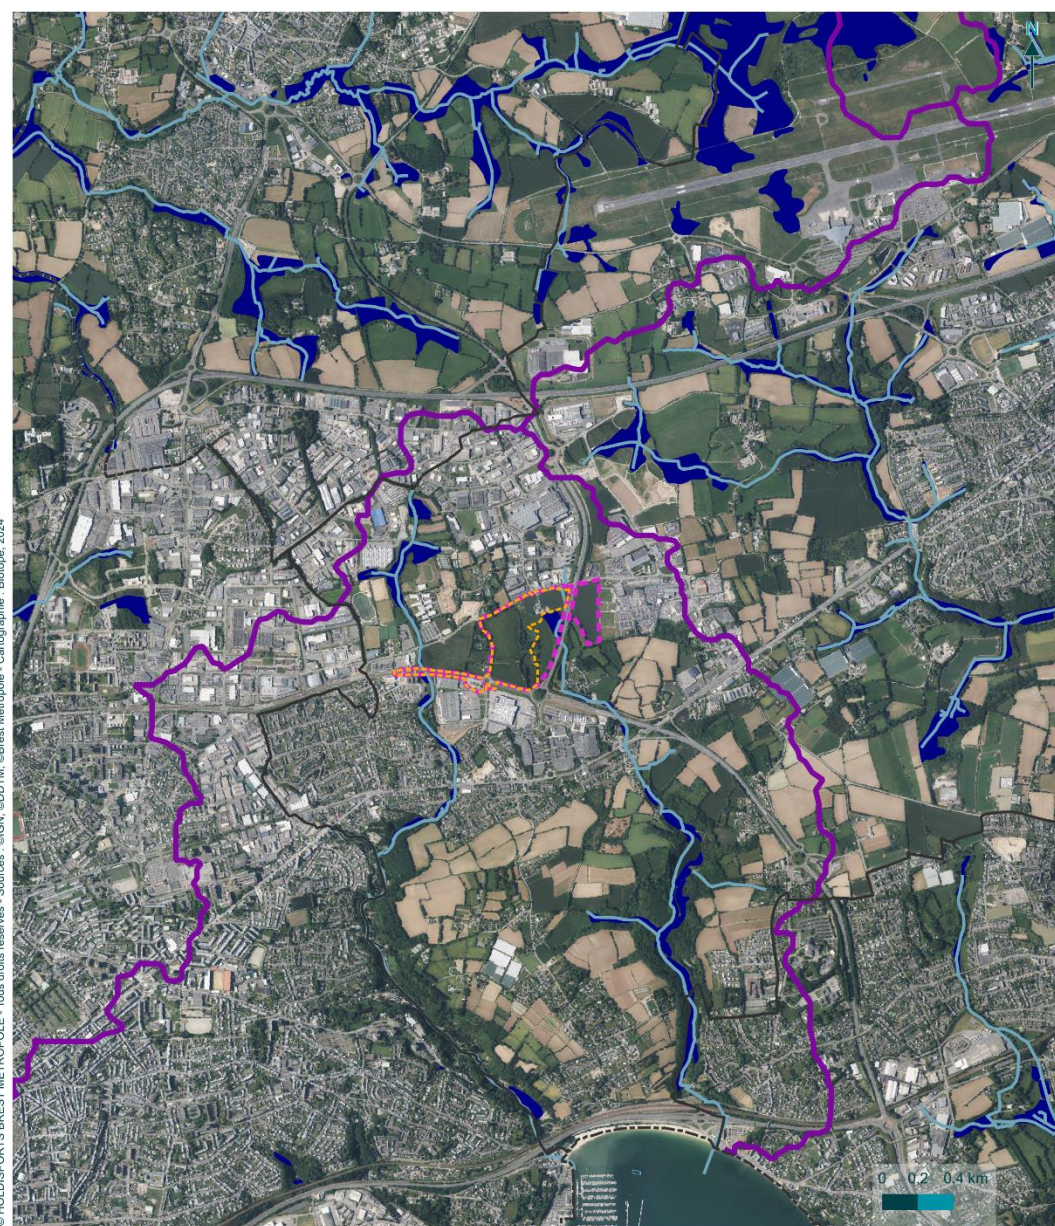 N
© HOLDISPORTS BREST METROPOLE - Tous droits réservés - Sources : ©IGN, ©DDTM, ©Brest Métropole - Cartographie : Biotope, 2024
0 0.2 0.4 km